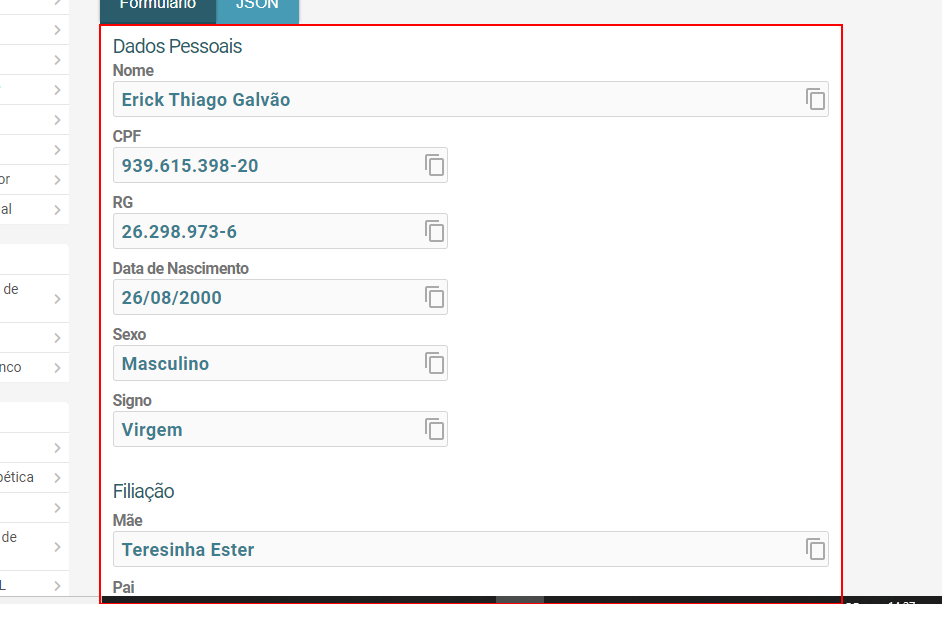 Formulário
JSON
Dados Pessoais
Nome
Erick Thiago Galvão
CPF
939.615.398-20
RG
26.298.973-6
or
al
Data de Nascimento
26/08/2000
de
Sexo
Masculino
nco
Signo
Virgem
oética
Filiação
Mãe
de
Teresinha Ester
L
Pai